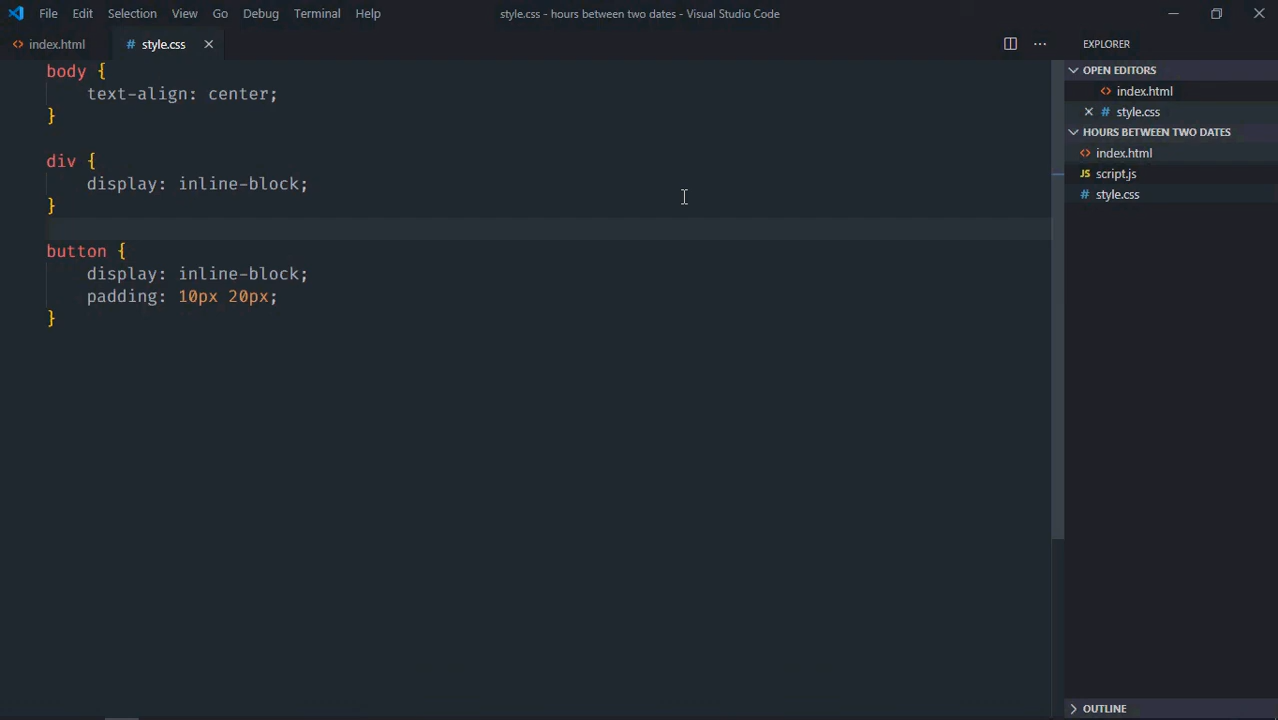 File Edit Selection View Go Debug Terminal Help style.css - hours between two dates - Visual Studio Code
<> index.html # style.css EXPLORER
body {
    text-align: center;
}
div {
    display: inline-block;
}
button {
    display: inline-block;
    padding: 10px 20px;
}
OPEN EDITORS
<> index.html
# style.css
HOURS BETWEEN TWO DATES
<> index.html
JS script.js
# style.css
OUTLINE